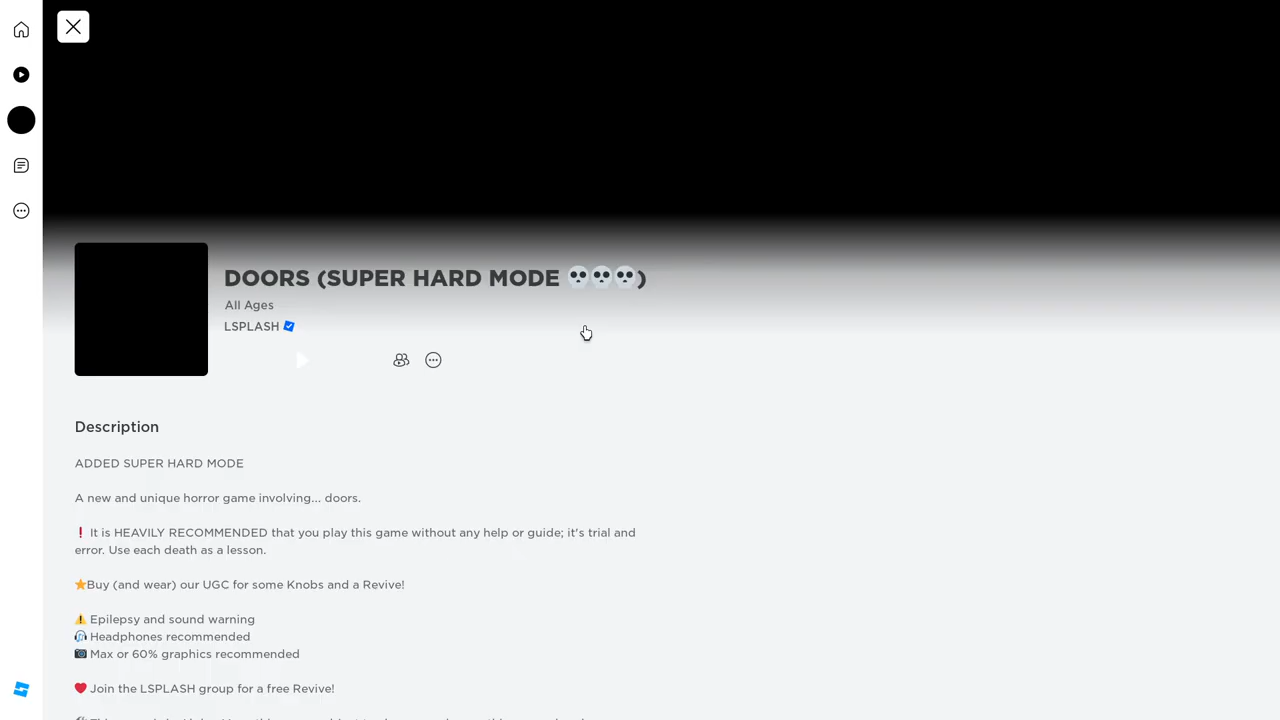 DOORS (SUPER HARD MODE 💀💀💀)
All Ages
LSPLASH
Description
ADDED SUPER HARD MODE
A new and unique horror game involving... doors.
❗ It is HEAVILY RECOMMENDED that you play this game without any help or guide; it's trial and
error. Use each death as a lesson.
⭐Buy (and wear) our UGC for some Knobs and a Revive!
⚠️ Epilepsy and sound warning
🎧 Headphones recommended
📷 Max or 60% graphics recommended
❤️ Join the LSPLASH group for a free Revive!